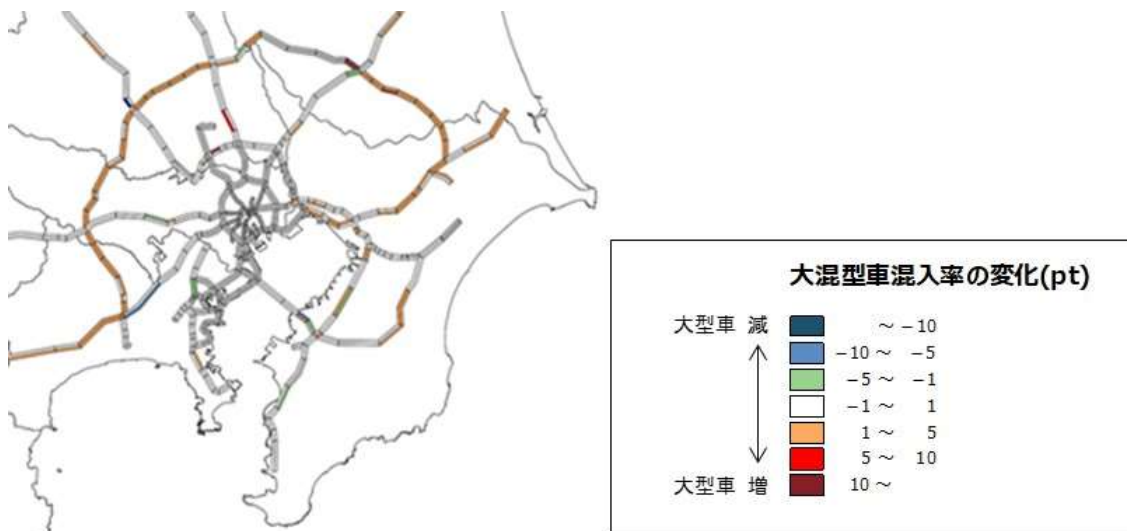 大混型車混入率の変化(pt)
大型車 減
～ -10
-10 ～ -5
-5 ～ -1
-1 ～ 1
1 ～ 5
5 ～ 10
大型車 増
10 ～